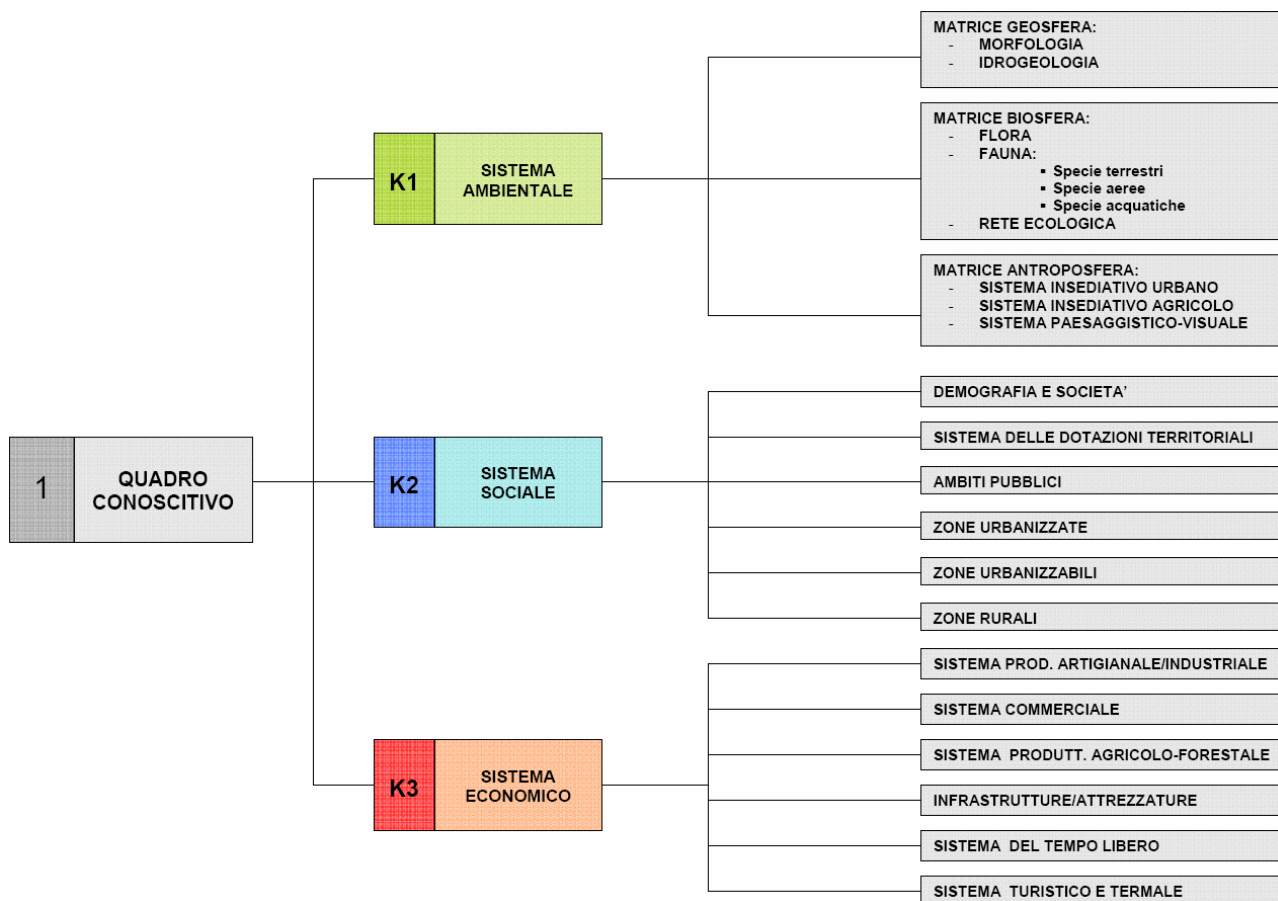 1
QUADRO
CONOSCITIVO
K1
SISTEMA
AMBIENTALE
MATRICE GEOSFERA:
- MORFOLOGIA
- IDROGEOLOGIA
MATRICE BIOSFERA:
- FLORA
- FAUNA:
▪ Specie terrestri
▪ Specie aeree
▪ Specie acquatiche
- RETE ECOLOGICA
MATRICE ANTROPOSFERA:
- SISTEMA INSEDIATIVO URBANO
- SISTEMA INSEDIATIVO AGRICOLO
- SISTEMA PAESAGGISTICO-VISUALE
K2
SISTEMA
SOCIALE
DEMOGRAFIA E SOCIETA’
SISTEMA DELLE DOTAZIONI TERRITORIALI
AMBITI PUBBLICI
ZONE URBANIZZATE
ZONE URBANIZZABILI
ZONE RURALI
K3
SISTEMA
ECONOMICO
SISTEMA PROD. ARTIGIANALE/INDUSTRIALE
SISTEMA COMMERCIALE
SISTEMA PRODUTT. AGRICOLO-FORESTALE
INFRASTRUTTURE/ATTREZZATURE
SISTEMA DEL TEMPO LIBERO
SISTEMA TURISTICO E TERMALE